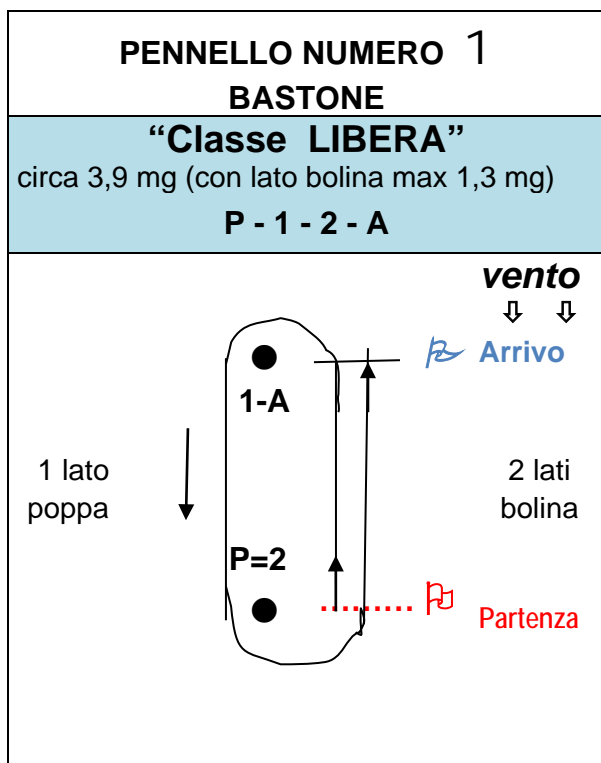 PENNELLO NUMERO 1
BASTONE
“Classe LIBERA”
circa 3,9 mg (con lato bolina max 1,3 mg)
P - 1 - 2 - A
vento
Arrivo
1-A
1 lato
poppa
2 lati
bolina
P=2
Partenza